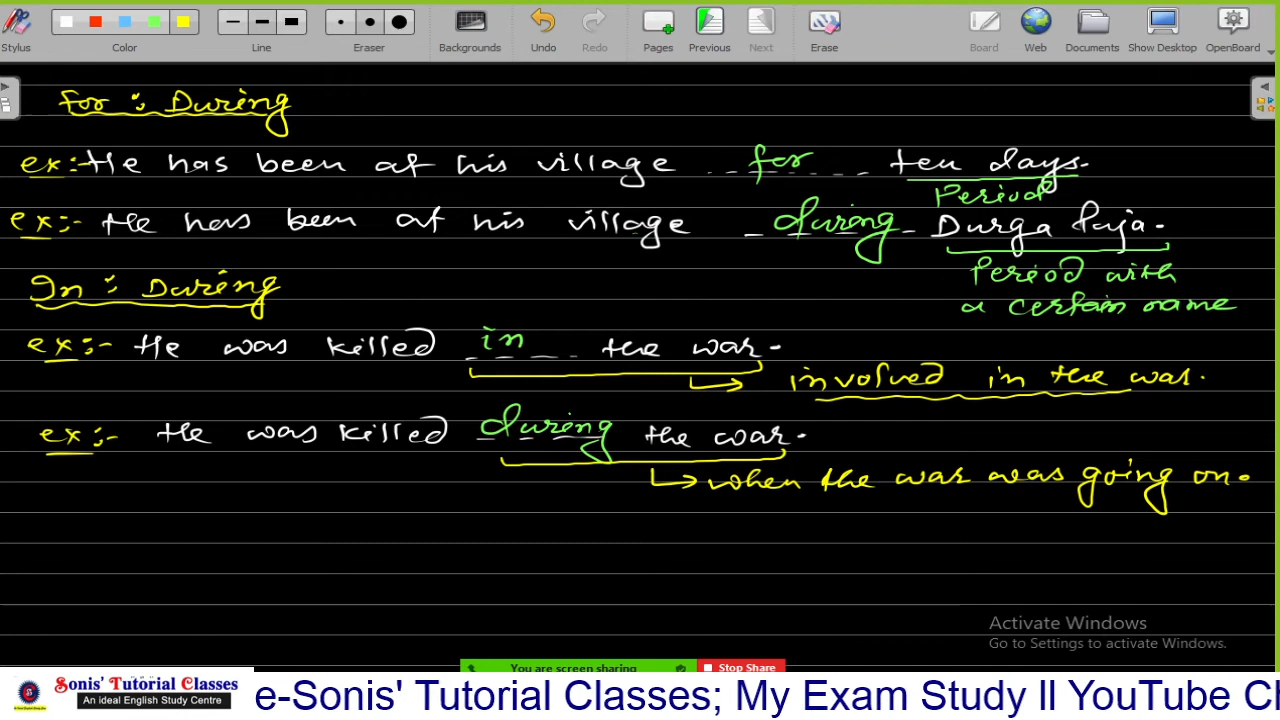 Stylus Color Line Eraser Backgrounds Undo Redo Pages Previous Next Erase Board Web Documents Show Desktop OpenBoard
For : During
ex:- He has been at his village for ten days.
Period
ex:- He has been at his village during Durga Puja.
Period with
a certain name
In : During
ex:- He was killed in the war.
involved in the war.
ex:- He was killed during the war.
when the war was going on.
Activate Windows
Go to Settings to activate Windows.
You are screen sharing Stop Share
Sonis' Tutorial Classes
An ideal English Study Centre
e-Sonis' Tutorial Classes; My Exam Study ll YouTube Ch